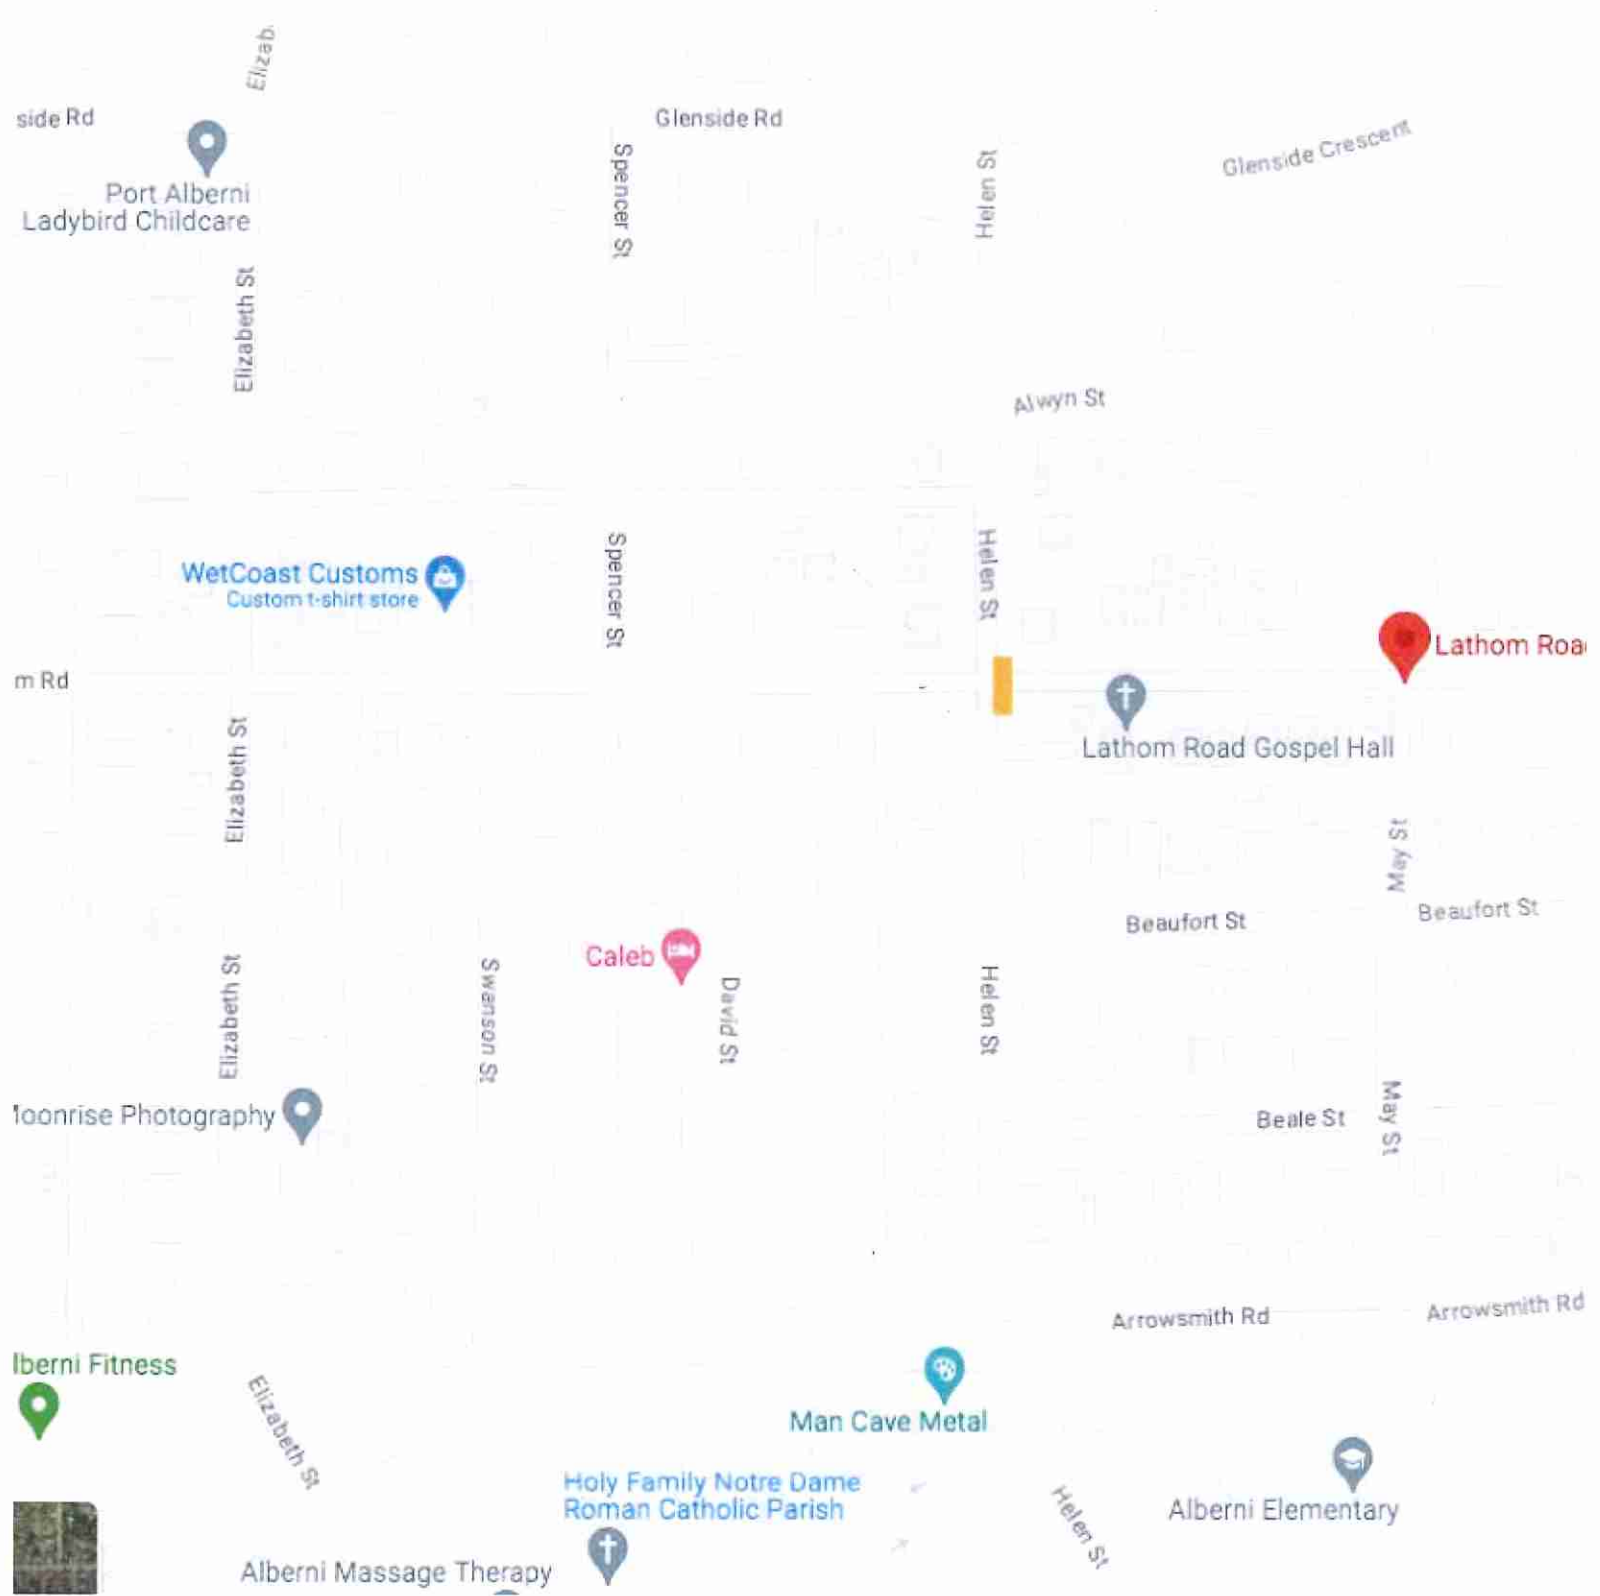 Elizab
side Rd
Glenside Rd
Glenside Crescent
Spencer St
Helen St
Port Alberni
Ladybird Childcare
Elizabeth St
Alwyn St
Spencer St
Helen St
WetCoast Customs
Custom t-shirt store
Lathom Roa
m Rd
Elizabeth St
Lathom Road Gospel Hall
May St
Beaufort St
Beaufort St
Caleb
Elizabeth St
Swanson St
David St
Helen St
oonrise Photography
Beale St
May St
Arrowsmith Rd
Arrowsmith Rd
lberni Fitness
Elizabeth St
Man Cave Metal
Holy Family Notre Dame
Roman Catholic Parish
Helen St
Alberni Elementary
Alberni Massage Therapy